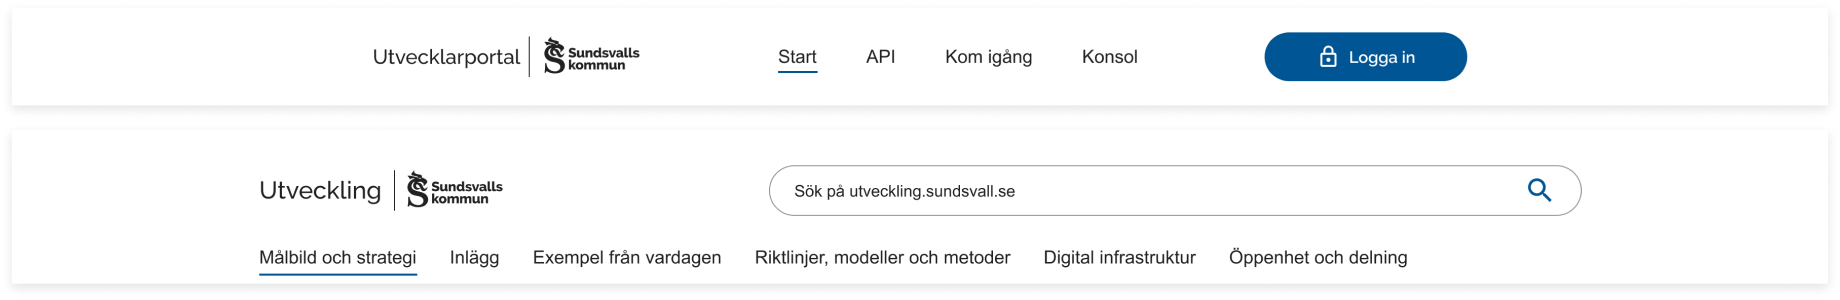 Utvecklarportal
Sundsvalls
kommun
Start API Kom igång Konsol
Logga in
Utveckling
Sundsvalls
kommun
Sök på utveckling.sundsvall.se
Målbild och strategi Inlägg Exempel från vardagen Riktlinjer, modeller och metoder Digital infrastruktur Öppenhet och delning